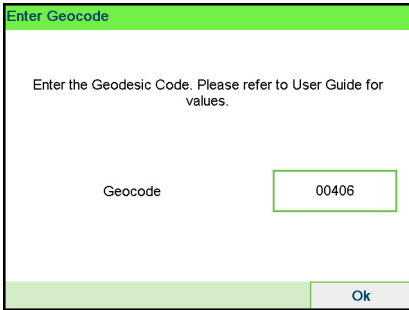 Enter Geocode
Enter the Geodesic Code. Please refer to User Guide for
values.
Geocode 00406
Ok